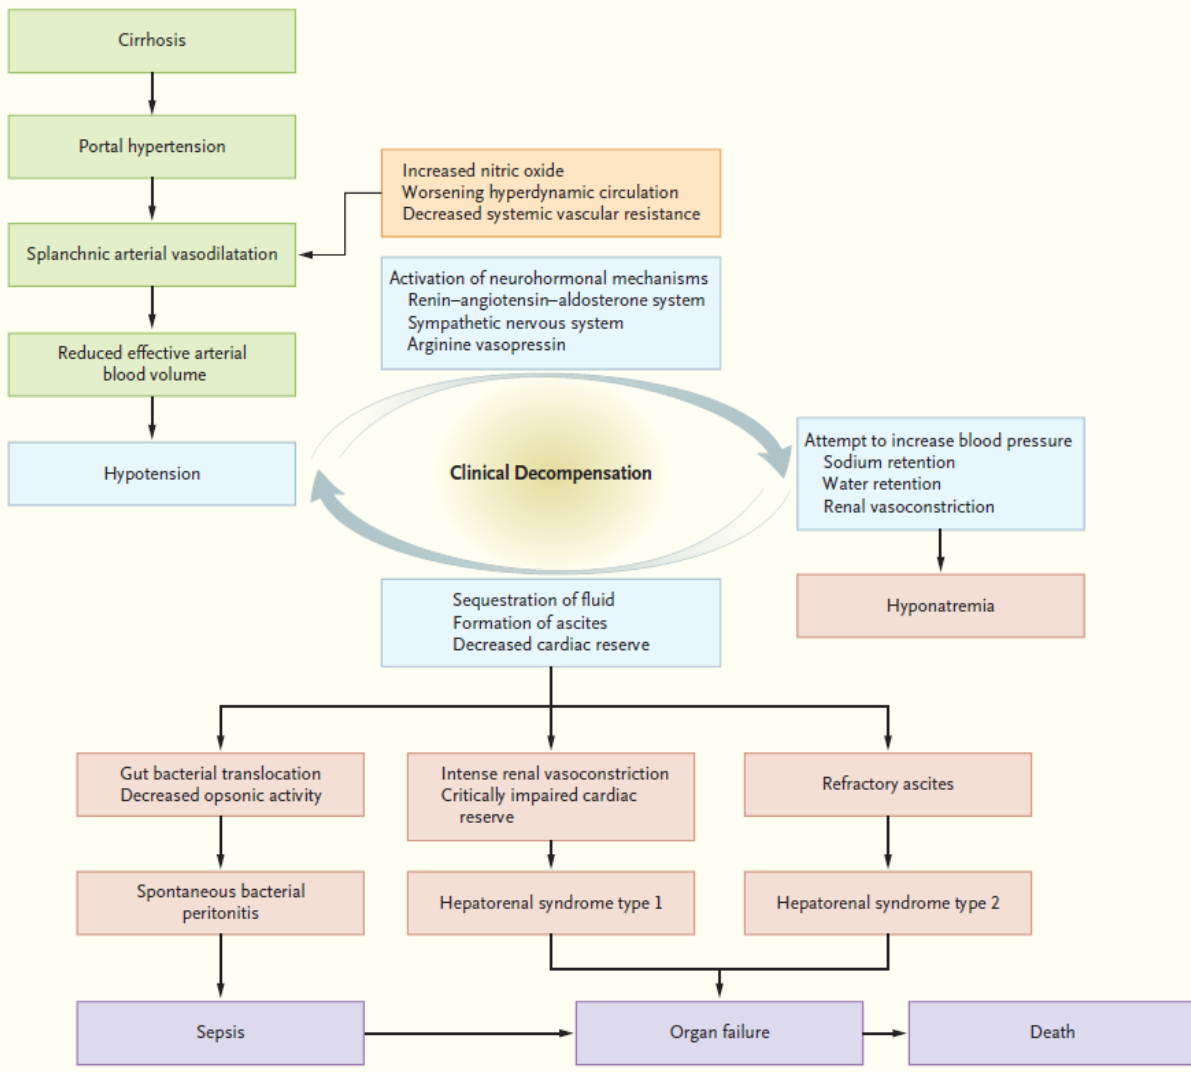 Cirrhosis
Portal hypertension
Splanchnic arterial vasodilatation
Reduced effective arterial
blood volume
Hypotension
Increased nitric oxide
Worsening hyperdynamic circulation
Decreased systemic vascular resistance
Activation of neurohormonal mechanisms
Renin–angiotensin–aldosterone system
Sympathetic nervous system
Arginine vasopressin
Clinical Decompensation
Attempt to increase blood pressure
Sodium retention
Water retention
Renal vasoconstriction
Hyponatremia
Sequestration of fluid
Formation of ascites
Decreased cardiac reserve
Gut bacterial translocation
Decreased opsonic activity
Intense renal vasoconstriction
Critically impaired cardiac
reserve
Refractory ascites
Spontaneous bacterial
peritonitis
Hepatorenal syndrome type 1
Hepatorenal syndrome type 2
Sepsis
Organ failure
Death